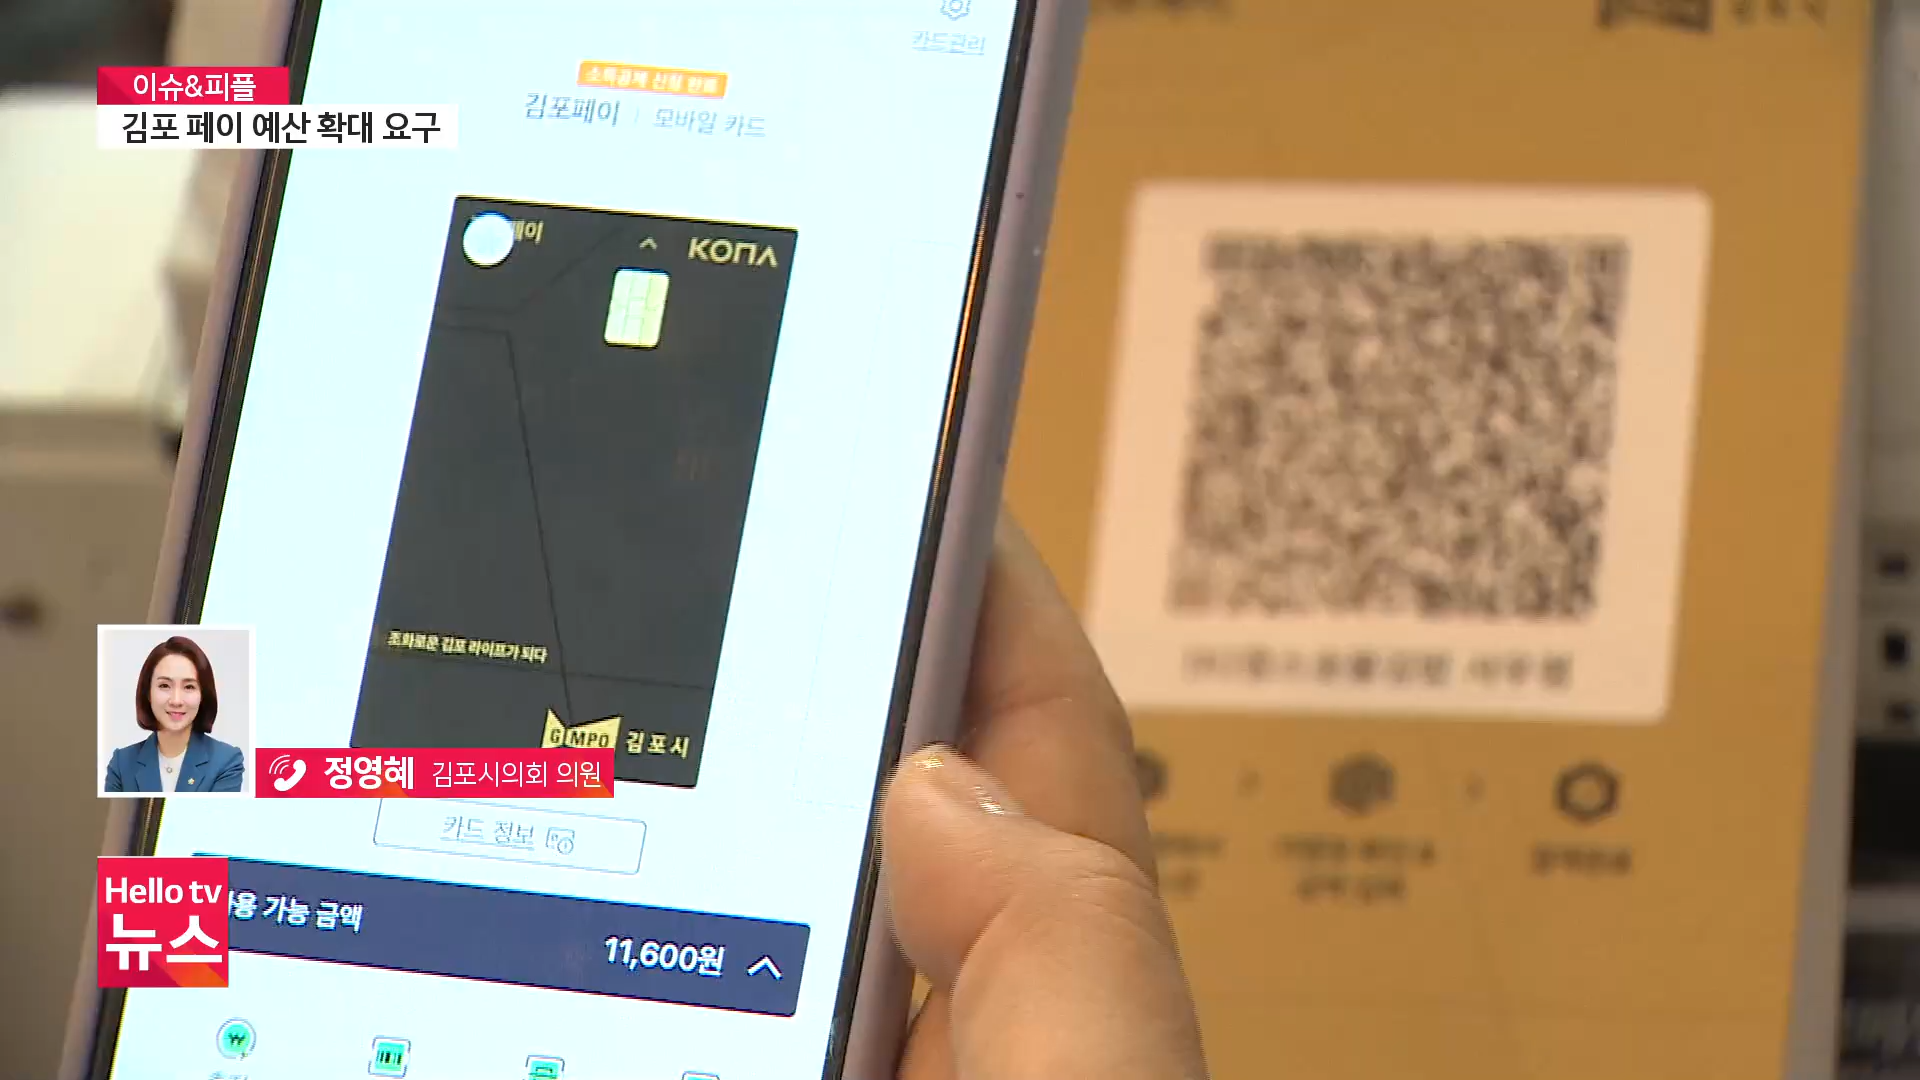 이슈&피플
김포 페이 예산 확대 요구
카드관리
소득공제 신청 완료
김포페이 | 모바일 카드
페이
KONA
조화로운 김포 라이프가 되다
GIMPO 김포시
정영혜 김포시의회 의원
카드 정보
사용 가능 금액
11,600원
Hello tv
뉴스